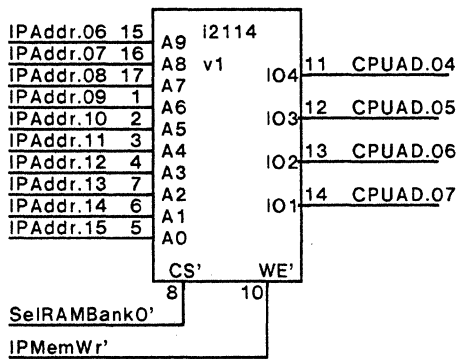 IPAddr.06 15 A9 i2114
IPAddr.07 16 A8 v1 IO4 11 CPUAD.04
IPAddr.08 17 A7
IPAddr.09 1 A6 IO3 12 CPUAD.05
IPAddr.10 2 A5
IPAddr.11 3 A4 IO2 13 CPUAD.06
IPAddr.12 4 A3
IPAddr.13 7 A2 IO1 14 CPUAD.07
IPAddr.14 6 A1
IPAddr.15 5 A0
CS' WE'
8 10
SelRAMBank0'
IPMemWr'